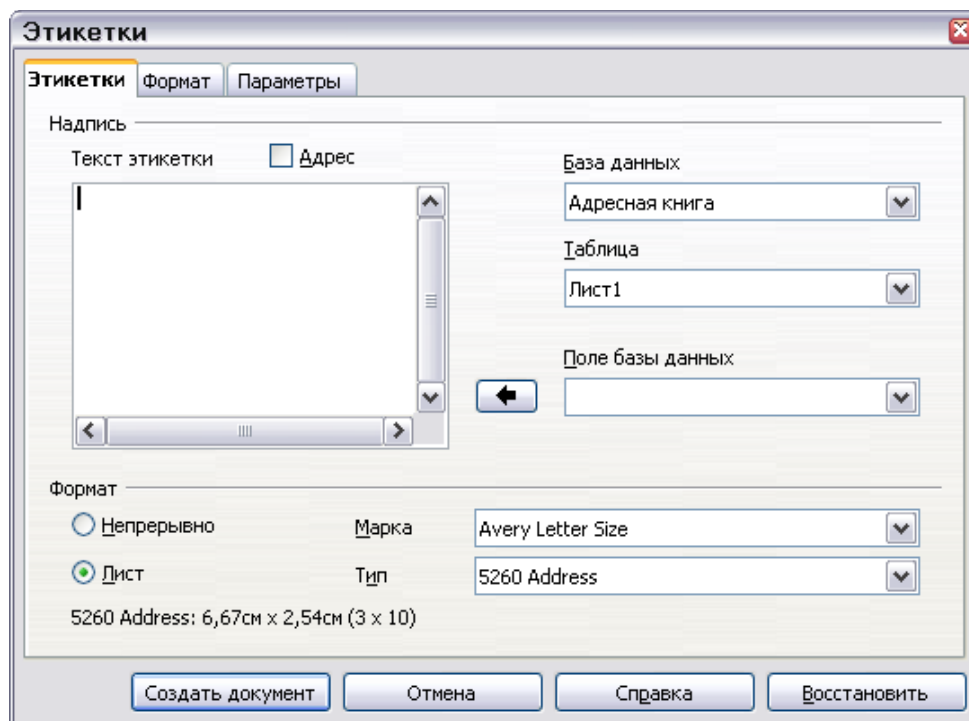 Этикетки
Этикетки Формат Параметры
Надпись
Текст этикетки Адрес
База данных
Адресная книга
Таблица
Лист1
Поле базы данных
Формат
Непрерывно Марка Avery Letter Size
Лист Тип 5260 Address
5260 Address: 6,67см x 2,54см (3 x 10)
Создать документ Отмена Справка Восстановить